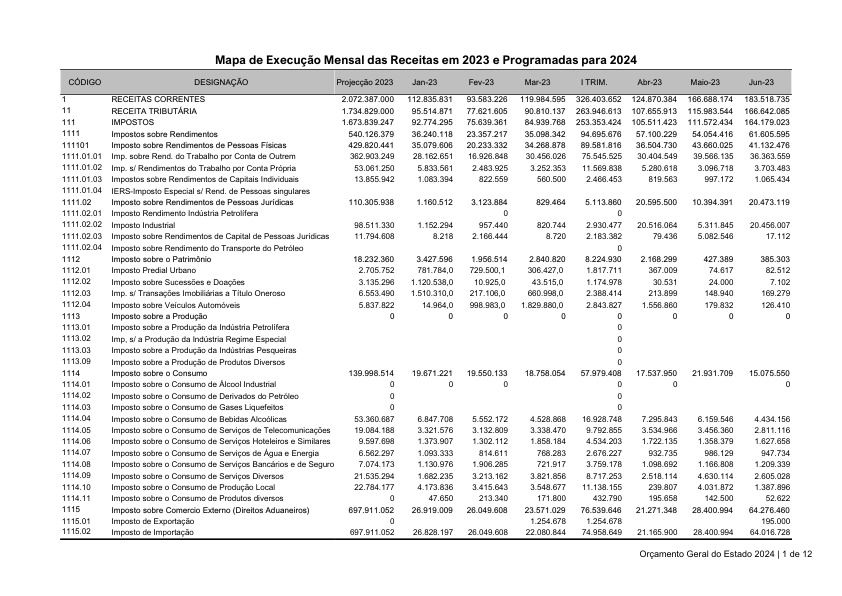 Mapa de Execução Mensal das Receitas em 2023 e Programadas para 2024
CÓDIGO DESIGNAÇÃO Projecção 2023 Jan-23 Fev-23 Mar-23 I TRIM. Abr-23 Maio-23 Jun-23
1 RECEITAS CORRENTES 2.072.387.000 112.835.831 93.583.226 119.984.595 326.403.652 124.870.384 166.688.174 183.518.735
11 RECEITA TRIBUTÁRIA 1.734.829.000 95.514.871 77.621.605 90.810.137 263.946.613 107.655.913 115.983.544 166.642.085
111 IMPOSTOS 1.673.839.247 92.774.295 75.639.361 84.939.768 253.353.424 105.511.423 111.572.434 164.179.023
1111 Impostos sobre Rendimentos 540.126.379 36.240.118 23.357.217 35.098.342 94.695.676 57.100.229 54.054.416 61.605.595
111101 Imposto sobre Rendimentos de Pessoas Físicas 429.820.441 35.079.606 20.233.332 34.268.878 89.581.816 36.504.730 43.660.025 41.132.476
1111.01.01 Imp. sobre Rend. do Trabalho por Conta de Outrem 362.903.249 28.162.651 16.926.848 30.456.026 75.545.525 30.404.549 39.566.135 36.363.559
1111.01.02 Imp. s/ Rendimentos do Trabalho por Conta Própria 53.061.250 5.833.561 2.483.925 3.252.353 11.569.838 5.280.618 3.096.718 3.703.483
1111.01.03 Imposto sobre Rendimentos de Capitais Individuais 13.855.942 1.083.394 822.559 560.500 2.466.453 819.563 997.172 1.065.434
1111.01.04 IERS-Imposto Especial s/ Rend. de Pessoas singulares
1111.02 Imposto sobre Rendimentos de Pessoas Jurídicas 110.305.938 1.160.512 3.123.884 829.464 5.113.860 20.595.500 10.394.391 20.473.119
1111.02.01 Imposto Rendimento Indústria Petrolífera 0 0
1111.02.02 Imposto Industrial 98.511.330 1.152.294 957.440 820.744 2.930.477 20.516.064 5.311.845 20.456.007
1111.02.03 Imposto sobre Rendimentos de Capital de Pessoas Jurídicas 11.794.608 8.218 2.166.444 8.720 2.183.382 79.436 5.082.546 17.112
1111.02.04 Imposto sobre Rendimento do Transporte do Petróleo 0
1112 Imposto sobre o Patrimônio 18.232.360 3.427.596 1.956.514 2.840.820 8.224.930 2.168.299 427.389 385.303
1112.01 Imposto Predial Urbano 2.705.752 781.784,0 729.500,1 306.427,0 1.817.711 367.009 74.617 82.512
1112.02 Imposto sobre Sucessões e Doações 3.135.296 1.120.538,0 10.925,0 43.515,0 1.174.978 30.531 24.000 7.102
1112.03 Imp. s/ Transações Imobiliárias a Título Oneroso 6.553.490 1.510.310,0 217.106,0 660.998,0 2.388.414 213.899 148.940 169.279
1112.04 Imposto sobre Veículos Automóveis 5.837.822 14.964,0 998.983,0 1.829.880,0 2.843.827 1.556.860 179.832 126.410
1113 Imposto sobre a Produção 0 0 0 0 0 0 0 0
1113.01 Imposto sobre a Produção da Indústria Petrolífera 0
1113.02 Imp, s/ a Produção da Indústria Regime Especial 0
1113.03 Imposto sobre a Produção da Indústrias Pesqueiras 0
1113.09 Imposto sobre a Produção de Produtos Diversos 0
1114 Imposto sobre o Consumo 139.998.514 19.671.221 19.550.133 18.758.054 57.979.408 17.537.950 21.931.709 15.075.550
1114.01 Imposto sobre o Consumo de Álcool Industrial 0 0 0 0 0 0
1114.02 Imposto sobre o Consumo de Derivados do Petróleo 0 0
1114.03 Imposto sobre o Consumo de Gases Liquefeitos 0 0
1114.04 Imposto sobre o Consumo de Bebidas Alcoólicas 53.360.687 6.847.708 5.552.172 4.528.868 16.928.748 7.295.843 6.159.546 4.434.156
1114.05 Imposto sobre o Consumo de Serviços de Telecomunicações 19.084.188 3.321.576 3.132.809 3.338.470 9.792.855 3.534.966 3.456.360 2.811.116
1114.06 Imposto sobre o Consumo de Serviços Hoteleiros e Similares 9.597.698 1.373.907 1.302.112 1.858.184 4.534.203 1.722.135 1.358.379 1.627.658
1114.07 Imposto sobre o Consumo de Serviços de Água e Energia 6.562.297 1.093.333 814.611 768.283 2.676.227 932.735 986.129 947.734
1114.08 Imposto sobre o Consumo de Serviços Bancários e de Seguro 7.074.173 1.130.976 1.906.285 721.917 3.759.178 1.098.692 1.166.808 1.209.339
1114.09 Imposto sobre o Consumo de Serviços Diversos 21.535.294 1.682.235 3.213.162 3.821.856 8.717.253 2.518.114 4.630.114 2.605.028
1114.10 Imposto sobre o Consumo de Produção Local 22.784.177 4.173.836 3.415.643 3.548.677 11.138.155 239.807 4.031.872 1.387.896
1114.11 Imposto sobre o Consumo de Produtos diversos 0 47.650 213.340 171.800 432.790 195.658 142.500 52.622
1115 Imposto sobre Comercio Externo (Direitos Aduaneiros) 697.911.052 26.919.009 26.049.608 23.571.029 76.539.646 21.271.348 28.400.994 64.276.460
1115.01 Imposto de Exportação 0 1.254.678 1.254.678 195.000
1115.02 Imposto de Importação 697.911.052 26.828.197 26.049.608 22.080.844 74.958.649 21.165.900 28.400.994 64.016.728
Orçamento Geral do Estado 2024 | 1 de 12